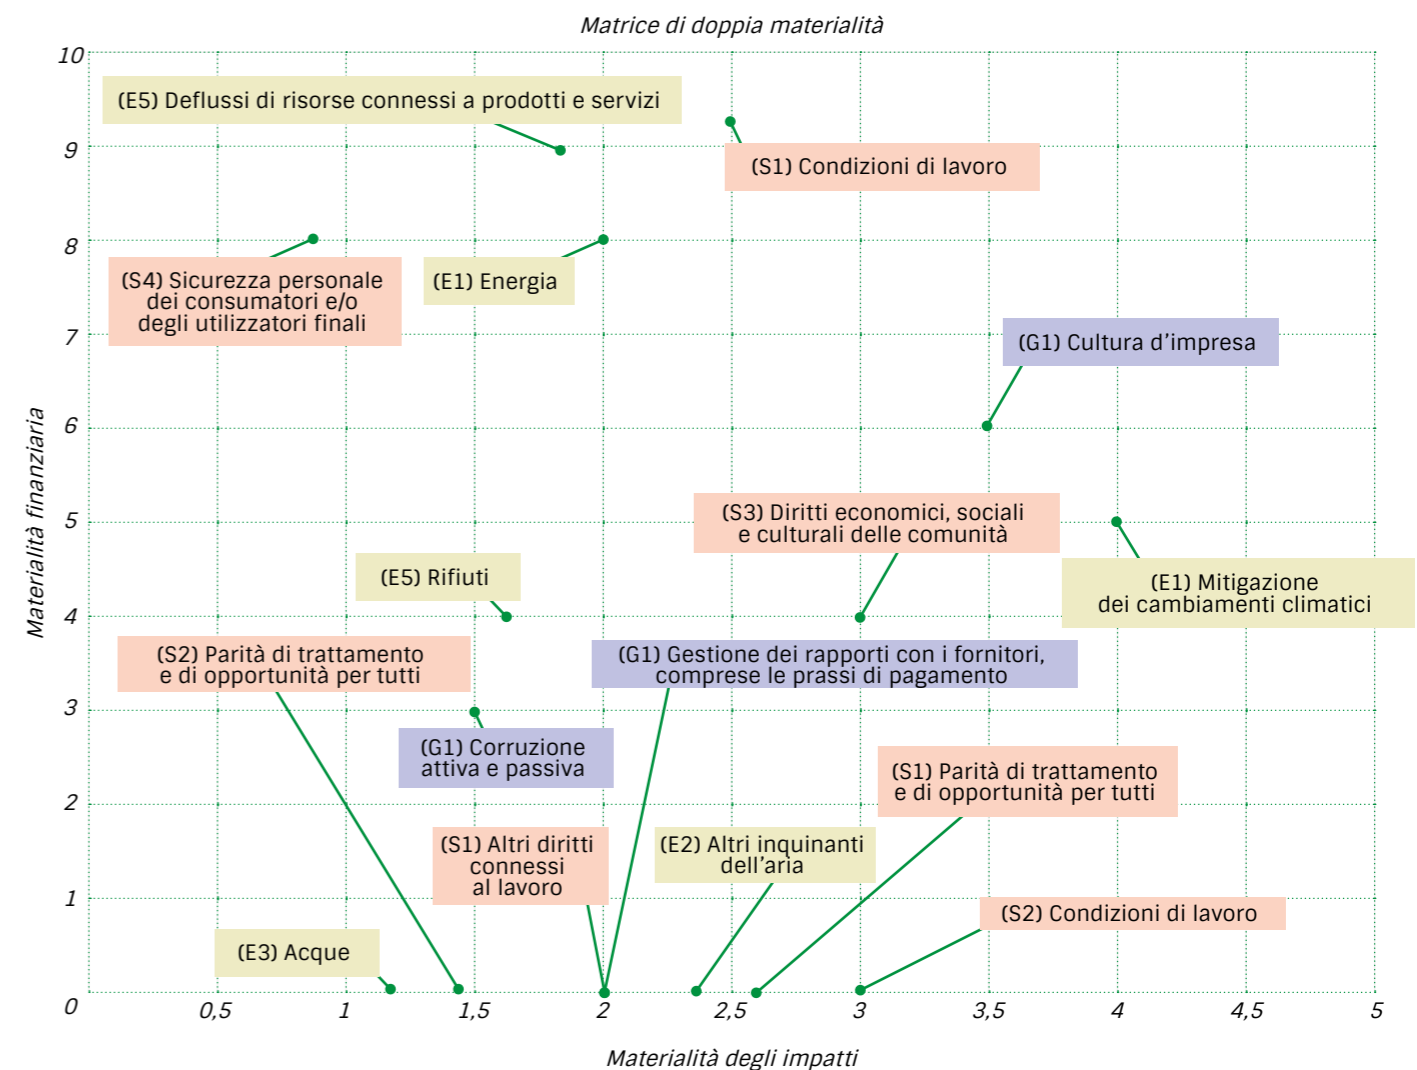 Matrice di doppia materialità
10
(E5) Deflussi di risorse connessi a prodotti e servizi
9
(S1) Condizioni di lavoro
8
(S4) Sicurezza personale
dei consumatori e/o
degli utilizzatori finali
(E1) Energia
7
(G1) Cultura d’impresa
6
Materialità finanziaria
(S3) Diritti economici, sociali
e culturali delle comunità
5
(E5) Rifiuti
(E1) Mitigazione
dei cambiamenti climatici
4
(S2) Parità di trattamento
e di opportunità per tutti
(G1) Gestione dei rapporti con i fornitori,
comprese le prassi di pagamento
3
(G1) Corruzione
attiva e passiva
(S1) Parità di trattamento
e di opportunità per tutti
2
(S1) Altri diritti
connessi
al lavoro
(E2) Altri inquinanti
dell’aria
1
(S2) Condizioni di lavoro
(E3) Acque
0
0,5 1 1,5 2 2,5 3 3,5 4 4,5 5
Materialità degli impatti